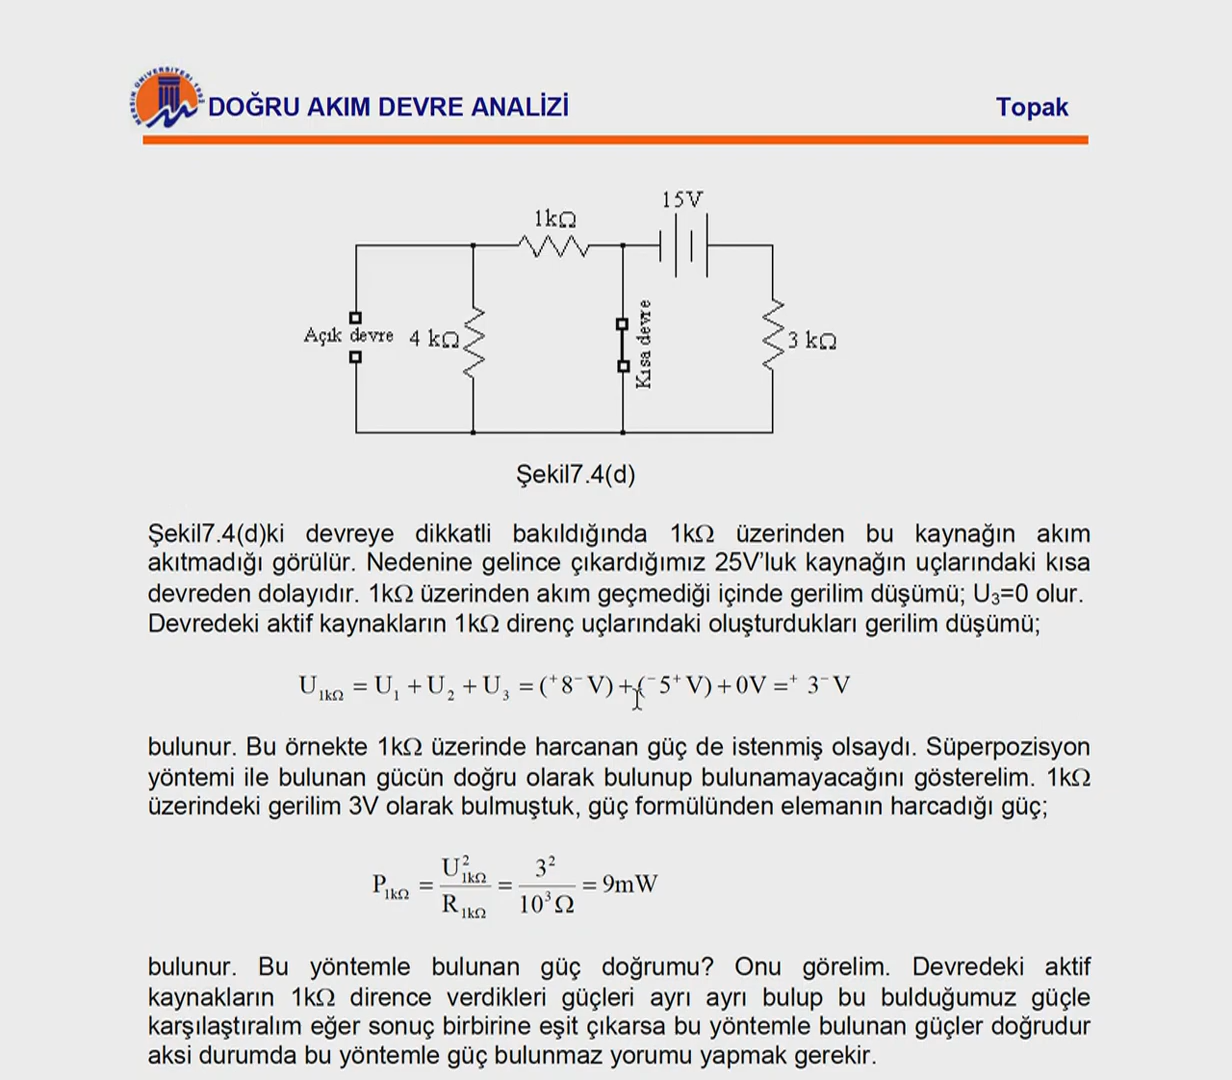 MERSİN ÜNİVERSİTESİ 1992
DOĞRU AKIM DEVRE ANALİZİ
Topak
15V
1kΩ
Açık devre
4 kΩ
Kısa devre
3 kΩ
Şekil7.4(d)
Şekil7.4(d)ki devreye dikkatli bakıldığında 1kΩ üzerinden bu kaynağın akım
akıtmadığı görülür. Nedenine gelince çıkardığımız 25V’luk kaynağın uçlarındaki kısa
devreden dolayıdır. 1kΩ üzerinden akım geçmediği içinde gerilim düşümü; U₃=0 olur.
Devredeki aktif kaynakların 1kΩ direnç uçlarındaki oluşturdukları gerilim düşümü;
U₁ₖΩ = U₁ + U₂ + U₃ = (⁺8⁻ V) + (⁻5⁺ V) + 0V =⁺ 3⁻ V
bulunur. Bu örnekte 1kΩ üzerinde harcanan güç de istenmiş olsaydı. Süperpozisyon
yöntemi ile bulunan gücün doğru olarak bulunup bulunamayacağını gösterelim. 1kΩ
üzerindeki gerilim 3V olarak bulmuştuk, güç formülünden elemanın harcadığı güç;
P₁ₖΩ = U²₁ₖΩ / R₁ₖΩ = 3² / 10³Ω = 9mW
bulunur. Bu yöntemle bulunan güç doğrumu? Onu görelim. Devredeki aktif
kaynakların 1kΩ dirence verdikleri güçleri ayrı ayrı bulup bu bulduğumuz güçle
karşılaştıralım eğer sonuç birbirine eşit çıkarsa bu yöntemle bulunan güçler doğrudur
aksi durumda bu yöntemle güç bulunmaz yorumu yapmak gerekir.